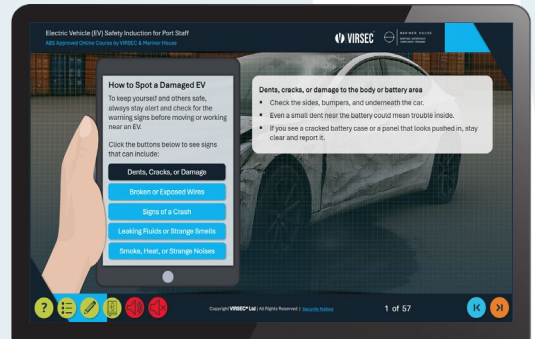 Electric Vehicle (EV) Safety Induction for Port Staff
ABS Approved Online Course by VIRSEC & Mariner House
VIRSEC
MARINER HOUSE
How to Spot a Damaged EV
To keep yourself and others safe,
always stay alert and check for the
warning signs before moving or working
near an EV.
Click the buttons below to see signs
that can include:
Dents, Cracks, or Damage
Broken or Exposed Wires
Signs of a Crash
Leaking Fluids or Strange Smells
Smoke, Heat, or Strange Noises
Dents, cracks, or damage to the body or battery area
▪ Check the sides, bumpers, and underneath the car.
▪ Even a small dent near the battery could mean trouble inside.
▪ If you see a cracked battery case or a panel that looks pushed in, stay
clear and report it.
?
Copyright VIRSEC® Ltd | All Rights Reserved | Security Notice
1 of 57